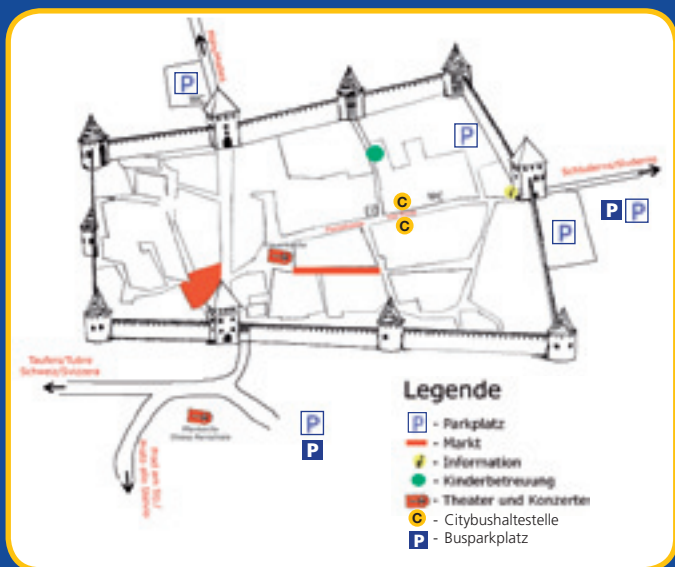 P
P
Schluderns/Sluderno
C
C
P
P
P
Taufers/Tubre
Schweiz/Svizzera
P
P
Legende
P - Parkplatz
- Markt
i - Information
- Kinderbetreuung
- Theater und Konzerte
C - Citybushaltestelle
P - Busparkplatz